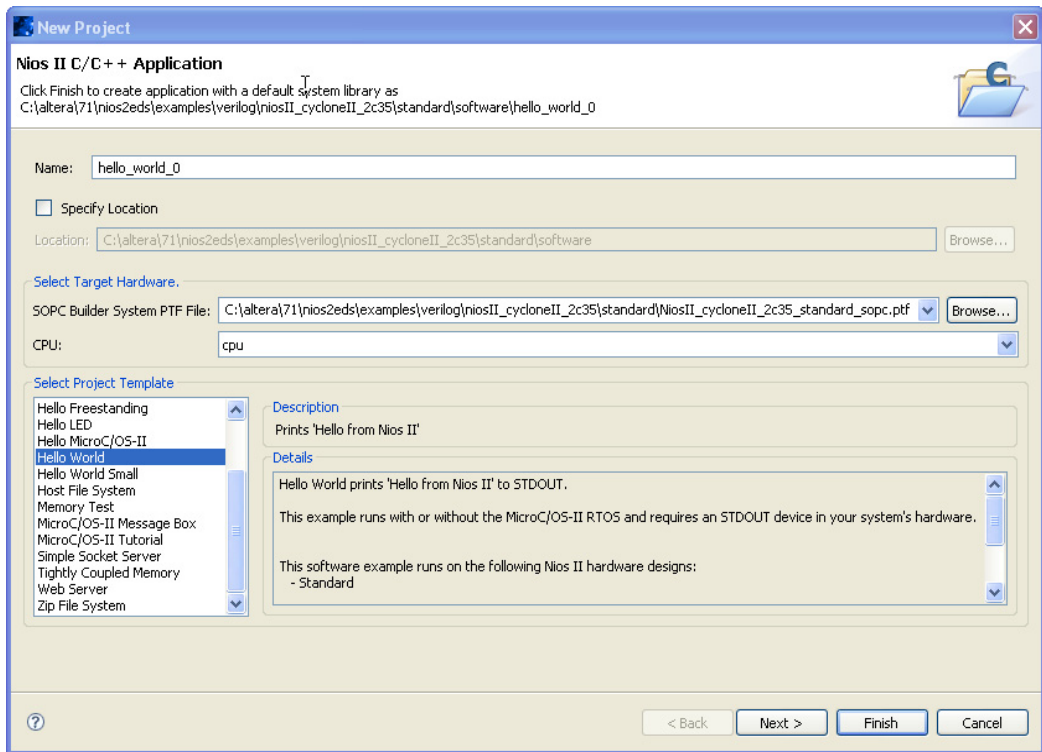 New Project
Nios II C/C++ Application
Click Finish to create application with a default system library as
C:\altera\71\nios2eds\examples\verilog\niosII_cycloneII_2c35\standard\software\hello_world_0
Name: hello_world_0
Specify Location
Location: C:\altera\71\nios2eds\examples\verilog\niosII_cycloneII_2c35\standard\software Browse...
Select Target Hardware.
SOPC Builder System PTF File: C:\altera\71\nios2eds\examples\verilog\niosII_cycloneII_2c35\standard\NiosII_cycloneII_2c35_standard_sopc.ptf Browse...
CPU: cpu
Select Project Template
Hello Freestanding
Hello LED
Hello MicroC/OS-II
Hello World
Hello World Small
Host File System
Memory Test
MicroC/OS-II Message Box
MicroC/OS-II Tutorial
Simple Socket Server
Tightly Coupled Memory
Web Server
Zip File System
Description
Prints 'Hello from Nios II'
Details
Hello World prints 'Hello from Nios II' to STDOUT.
This example runs with or without the MicroC/OS-II RTOS and requires an STDOUT device in your system's hardware.
This software example runs on the following Nios II hardware designs:
- Standard
< Back Next > Finish Cancel